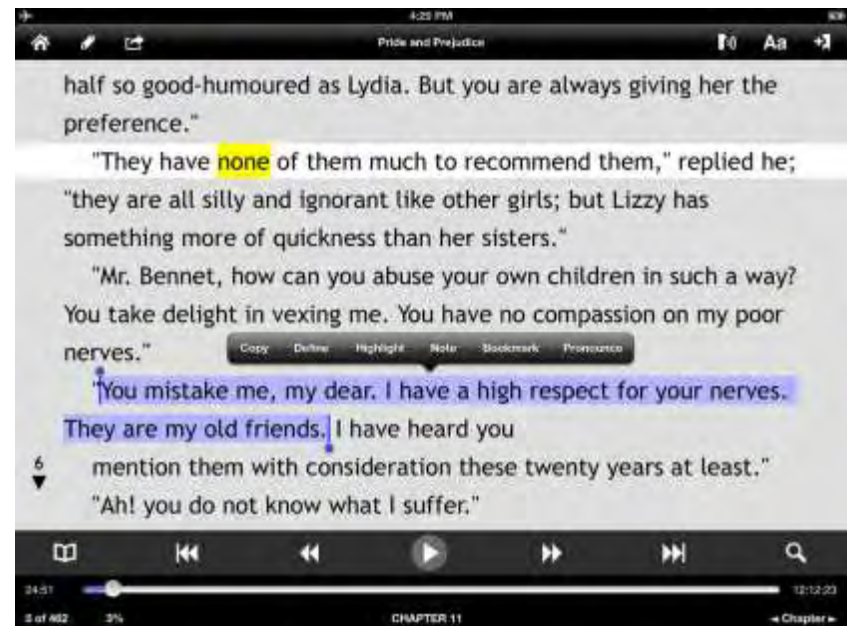 4:29 PM
Pride and Prejudice
Aa
half so good-humoured as Lydia. But you are always giving her the
preference."
"They have none of them much to recommend them," replied he;
"they are all silly and ignorant like other girls; but Lizzy has
something more of quickness than her sisters."
"Mr. Bennet, how can you abuse your own children in such a way?
You take delight in vexing me. You have no compassion on my poor
nerves."
Copy Define Highlight Note Bookmark Pronounce
"You mistake me, my dear. I have a high respect for your nerves.
They are my old friends. I have heard you
6
mention them with consideration these twenty years at least."
"Ah! you do not know what I suffer."
24:51 12:12:23
of 462 3% CHAPTER 11 Chapter